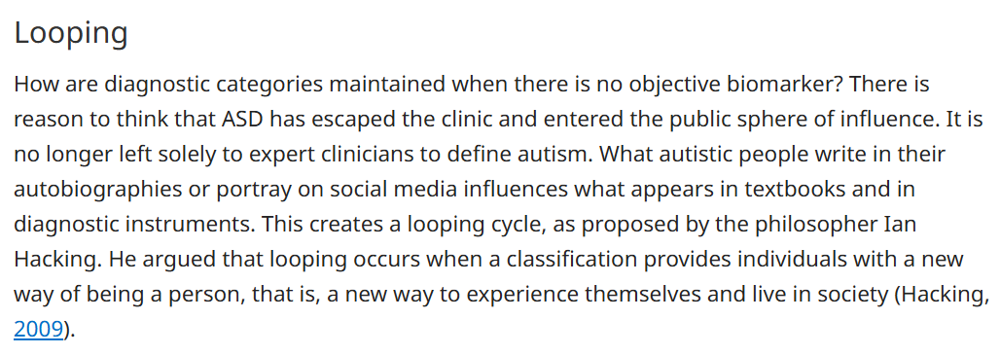 Looping
How are diagnostic categories maintained when there is no objective biomarker? There is
reason to think that ASD has escaped the clinic and entered the public sphere of influence. It is
no longer left solely to expert clinicians to define autism. What autistic people write in their
autobiographies or portray on social media influences what appears in textbooks and in
diagnostic instruments. This creates a looping cycle, as proposed by the philosopher Ian
Hacking. He argued that looping occurs when a classification provides individuals with a new
way of being a person, that is, a new way to experience themselves and live in society (Hacking,
2009).